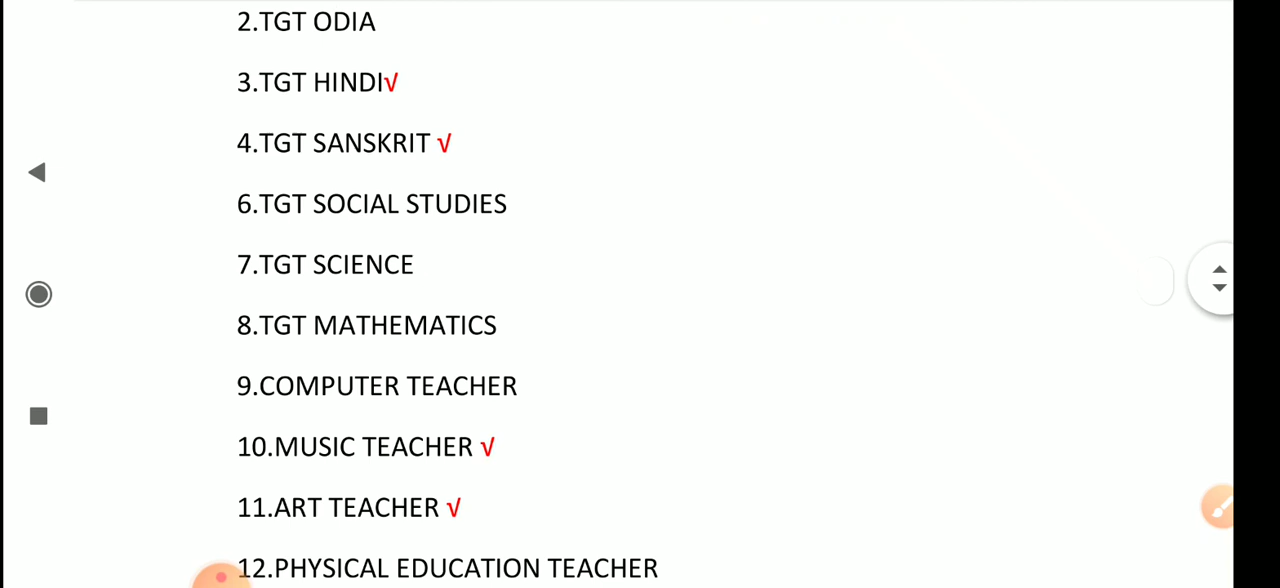 2.TGT ODIA
3.TGT HINDI√
4.TGT SANSKRIT √
6.TGT SOCIAL STUDIES
7.TGT SCIENCE
8.TGT MATHEMATICS
9.COMPUTER TEACHER
10.MUSIC TEACHER √
11.ART TEACHER √
12.PHYSICAL EDUCATION TEACHER